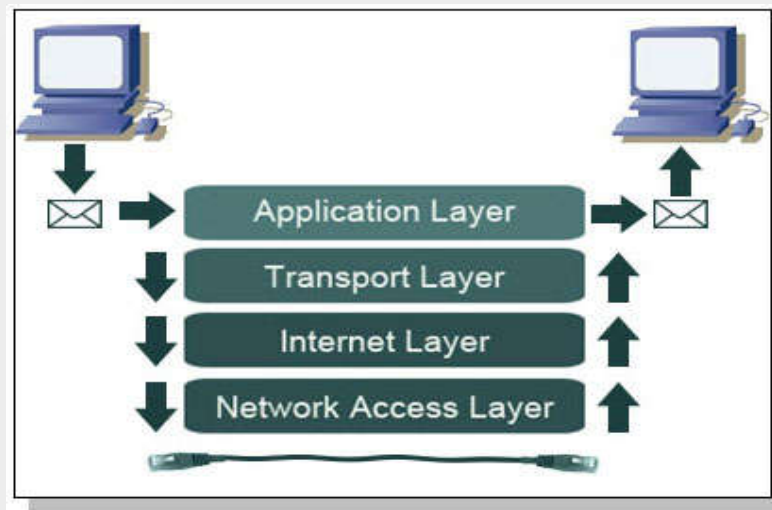 Application Layer
Transport Layer
Internet Layer
Network Access Layer